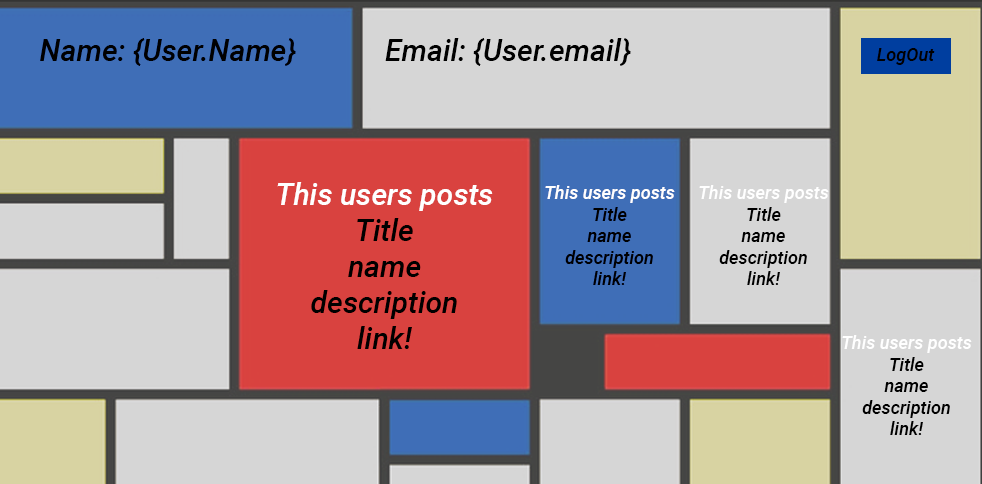 Name: {User.Name}
Email: {User.email}
LogOut
This users posts
Title
name
description
link!
This users posts
Title
name
description
link!
This users posts
Title
name
description
link!
This users posts
Title
name
description
link!